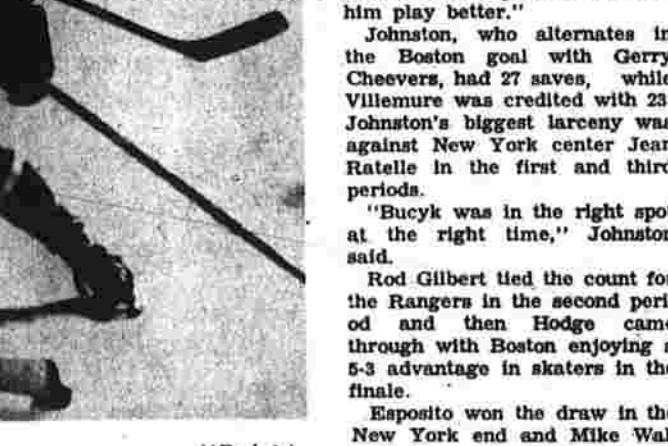 him play better."
Johnston, who alternates in
the Boston goal with Gerry
Cheevers, had 27 saves, while
Villemure was credited with 23.
Johnston's biggest larceny was
against New York center Jean
Ratelle in the first and third
periods.
"Bucyk was in the right spot
at the right time," Johnston
said.
Rod Gilbert tied the count for
the Rangers in the second peri-
od and then Hodge came
through with Boston enjoying a
5-3 advantage in skaters in the
finale.
Esposito won the draw in the
New York end and Mike Wal